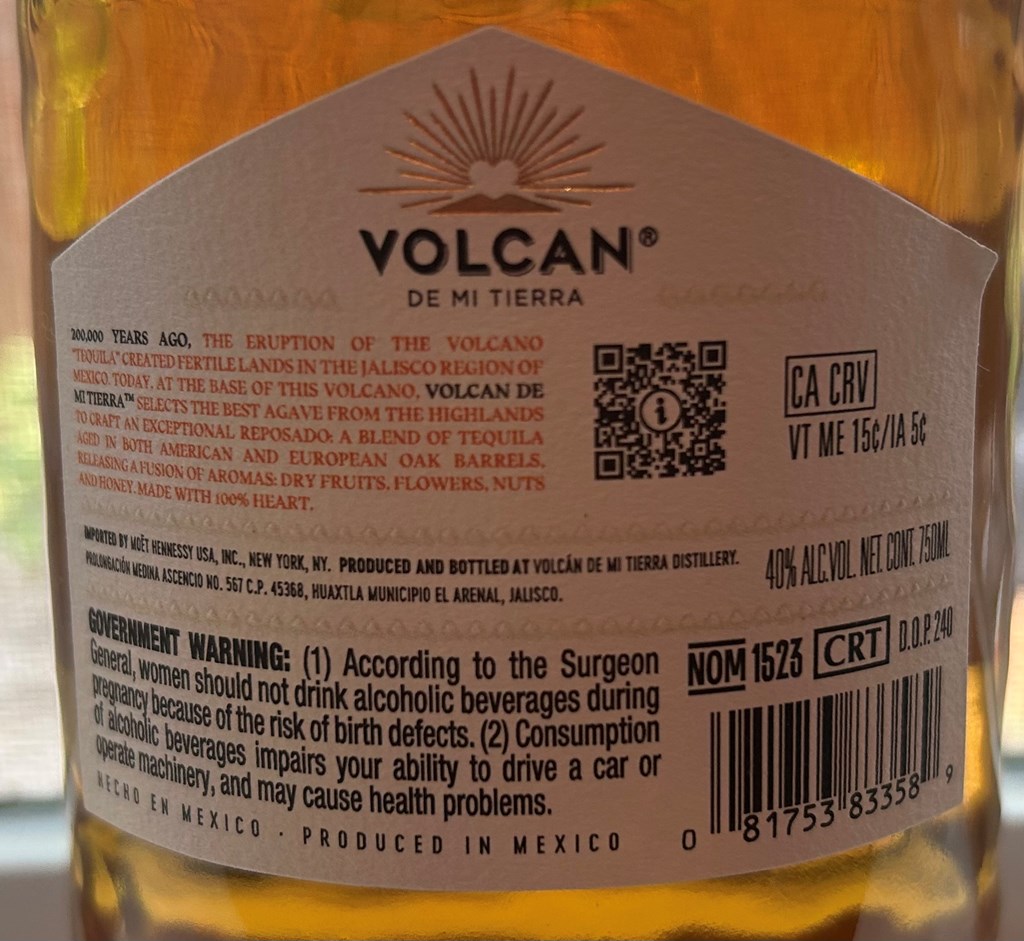 VOLCAN®
DE MI TIERRA
200,000 YEARS AGO, THE ERUPTION OF THE VOLCANO
"TEQUILA" CREATED FERTILE LANDS IN THE JALISCO REGION OF
MEXICO. TODAY, AT THE BASE OF THIS VOLCANO, VOLCAN DE
MI TIERRA™ SELECTS THE BEST AGAVE FROM THE HIGHLANDS
TO CRAFT AN EXCEPTIONAL REPOSADO: A BLEND OF TEQUILA
AGED IN BOTH AMERICAN AND EUROPEAN OAK BARRELS,
RELEASING A FUSION OF AROMAS: DRY FRUITS, FLOWERS, NUTS
AND HONEY. MADE WITH 100% HEART.
i
CA CRV
VT ME 15¢/IA 5¢
IMPORTED BY MOËT HENNESSY USA, INC., NEW YORK, NY. PRODUCED AND BOTTLED AT VOLCÁN DE MI TIERRA DISTILLERY.
PROLONGACIÓN MEDINA ASCENCIO NO. 567 C.P. 45368, HUAXTLA MUNICIPIO EL ARENAL, JALISCO.
40% ALC.VOL. NET. CONT. 750ML
GOVERNMENT WARNING: (1) According to the Surgeon
General, women should not drink alcoholic beverages during
pregnancy because of the risk of birth defects. (2) Consumption
of alcoholic beverages impairs your ability to drive a car or
operate machinery, and may cause health problems.
NOM 1523 CRT D.O.P. 240
0 81753 83358 9
HECHO EN MEXICO · PRODUCED IN MEXICO